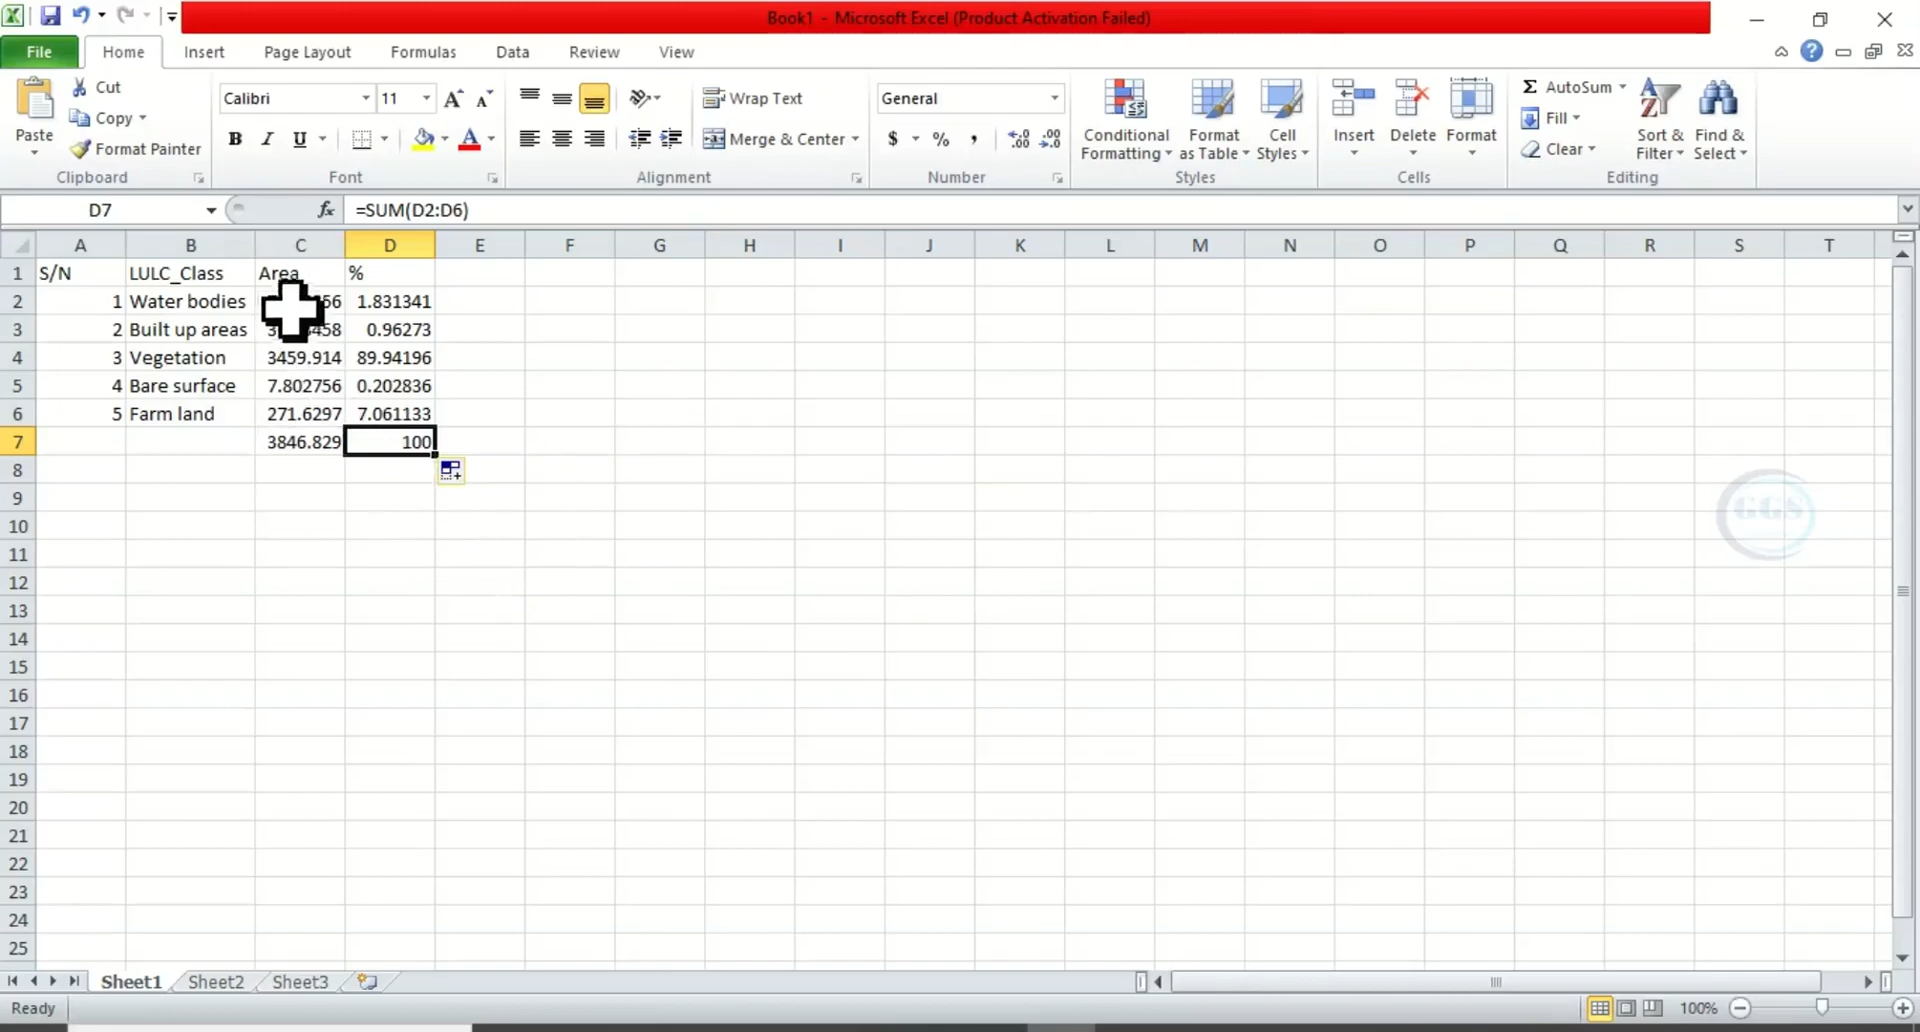 Book1 - Microsoft Excel (Product Activation Failed)
File Home Insert Page Layout Formulas Data Review View
Paste
Cut
Copy
Format Painter
Clipboard
Calibri 11
B I U
Font
Wrap Text
Merge & Center
Alignment
General
$ % ,
Number
Conditional Formatting
Format as Table
Cell Styles
Styles
Insert Delete Format
Cells
Σ AutoSum
Fill
Clear
Sort & Filter
Find & Select
Editing
D7 fx =SUM(D2:D6)
A B C D E F G H I J K L M N O P Q R S T
1 S/N LULC_Class Area %
2 1 Water bodies 1.831341
3 2 Built up areas 0.96273
4 3 Vegetation 3459.914 89.94196
5 4 Bare surface 7.802756 0.202836
6 5 Farm land 271.6297 7.061133
7 3846.829 100
8
9
10
11
12
13
14
15
16
17
18
19
20
21
22
23
24
25
GGS
Sheet1 Sheet2 Sheet3
Ready 100%